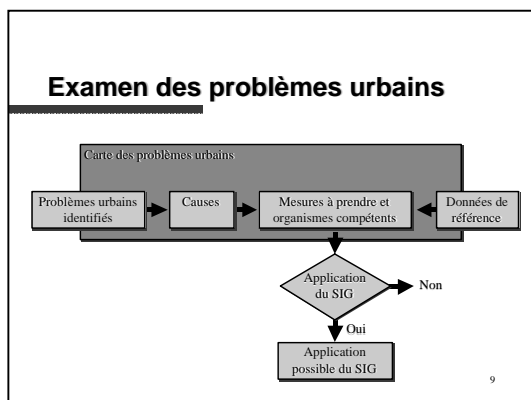 Examen des problèmes urbains
Carte des problèmes urbains
Problèmes urbains
identifiés
Causes
Mesures à prendre et
organismes compétents
Données de
référence
Application
du SIG
Non
Oui
Application
possible du SIG
9